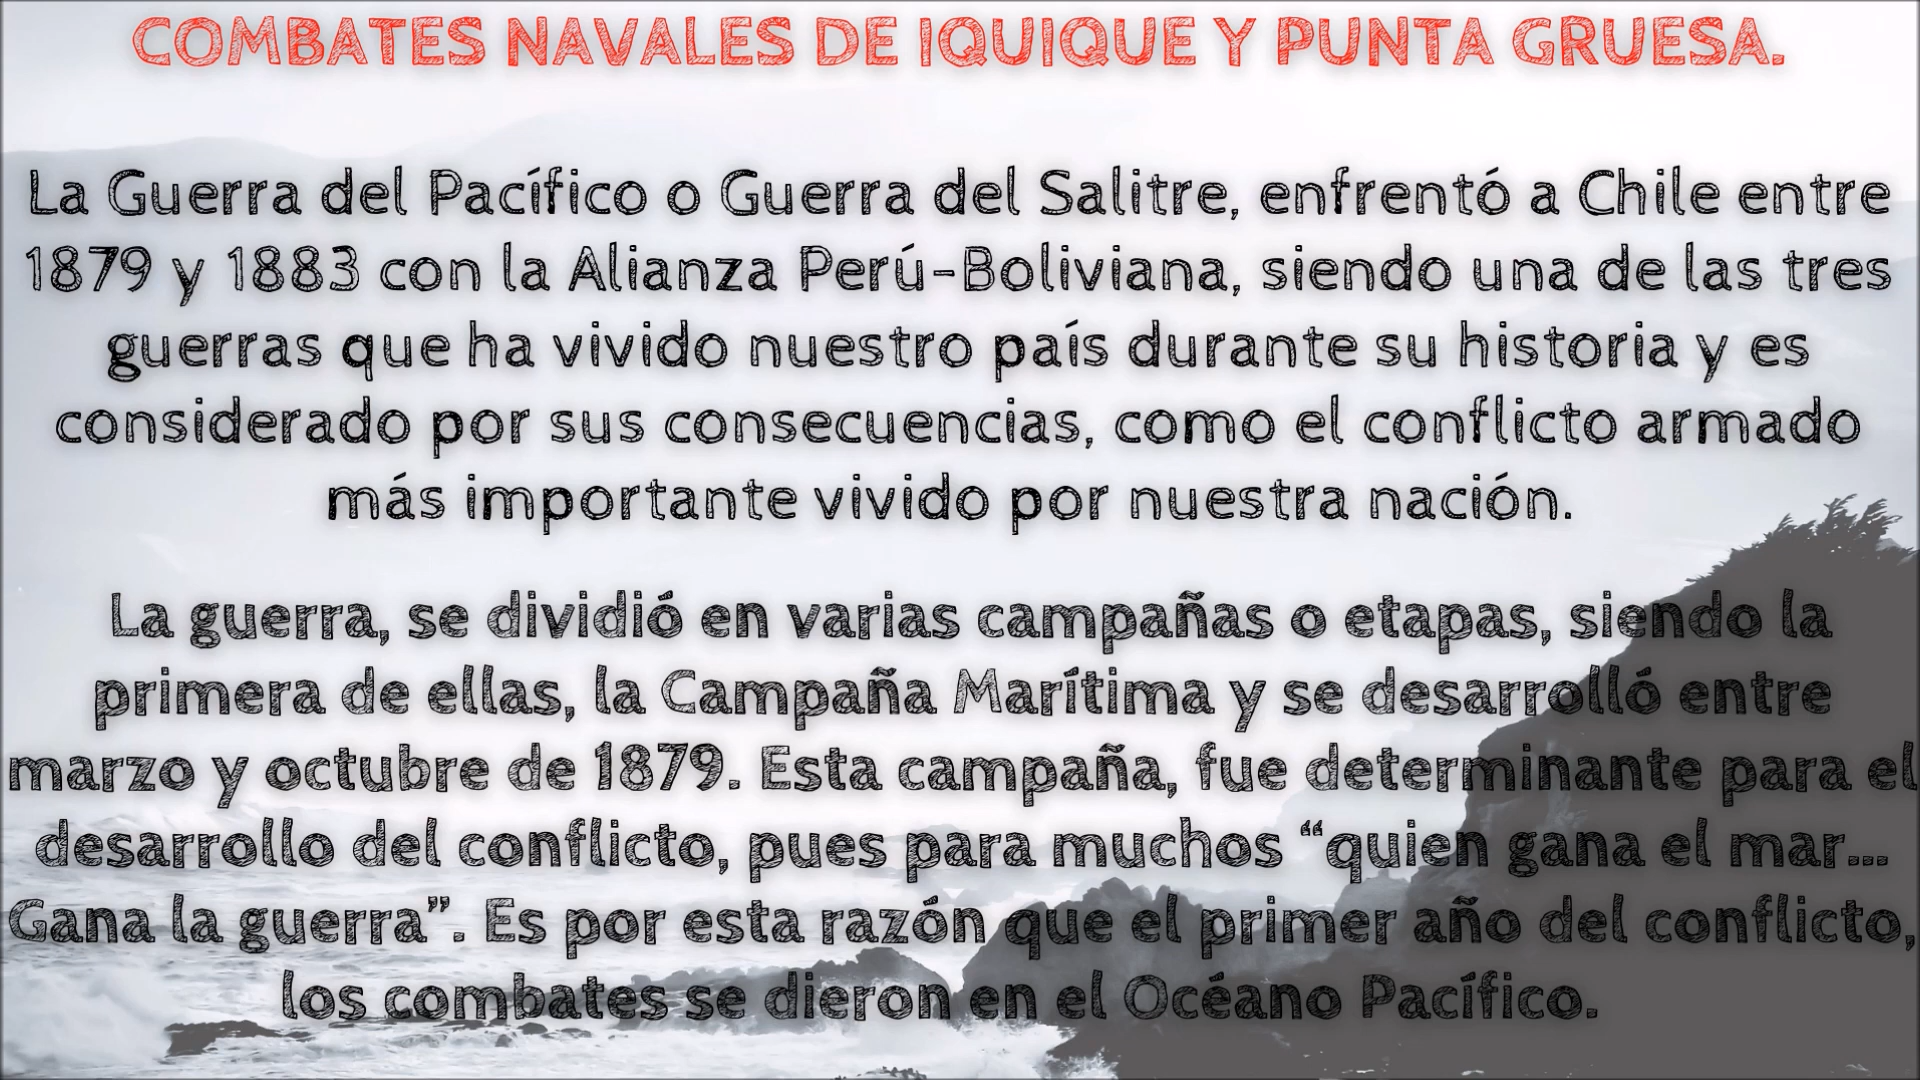 COMBATES NAVALES DE IQUIQUE Y PUNTA GRUESA.
La Guerra del Pacífico o Guerra del Salitre, enfrentó a Chile entre
1879 y 1883 con la Alianza Perú-Boliviana, siendo una de las tres
guerras que ha vivido nuestro país durante su historia y es
considerado por sus consecuencias, como el conflicto armado
más importante vivido por nuestra nación.
La guerra, se dividió en varias campañas o etapas, siendo la
primera de ellas, la Campaña Marítima y se desarrolló entre
marzo y octubre de 1879. Esta campaña, fue determinante para el
desarrollo del conflicto, pues para muchos “quien gana el mar...
Gana la guerra”. Es por esta razón que el primer año del conflicto,
los combates se dieron en el Océano Pacífico.